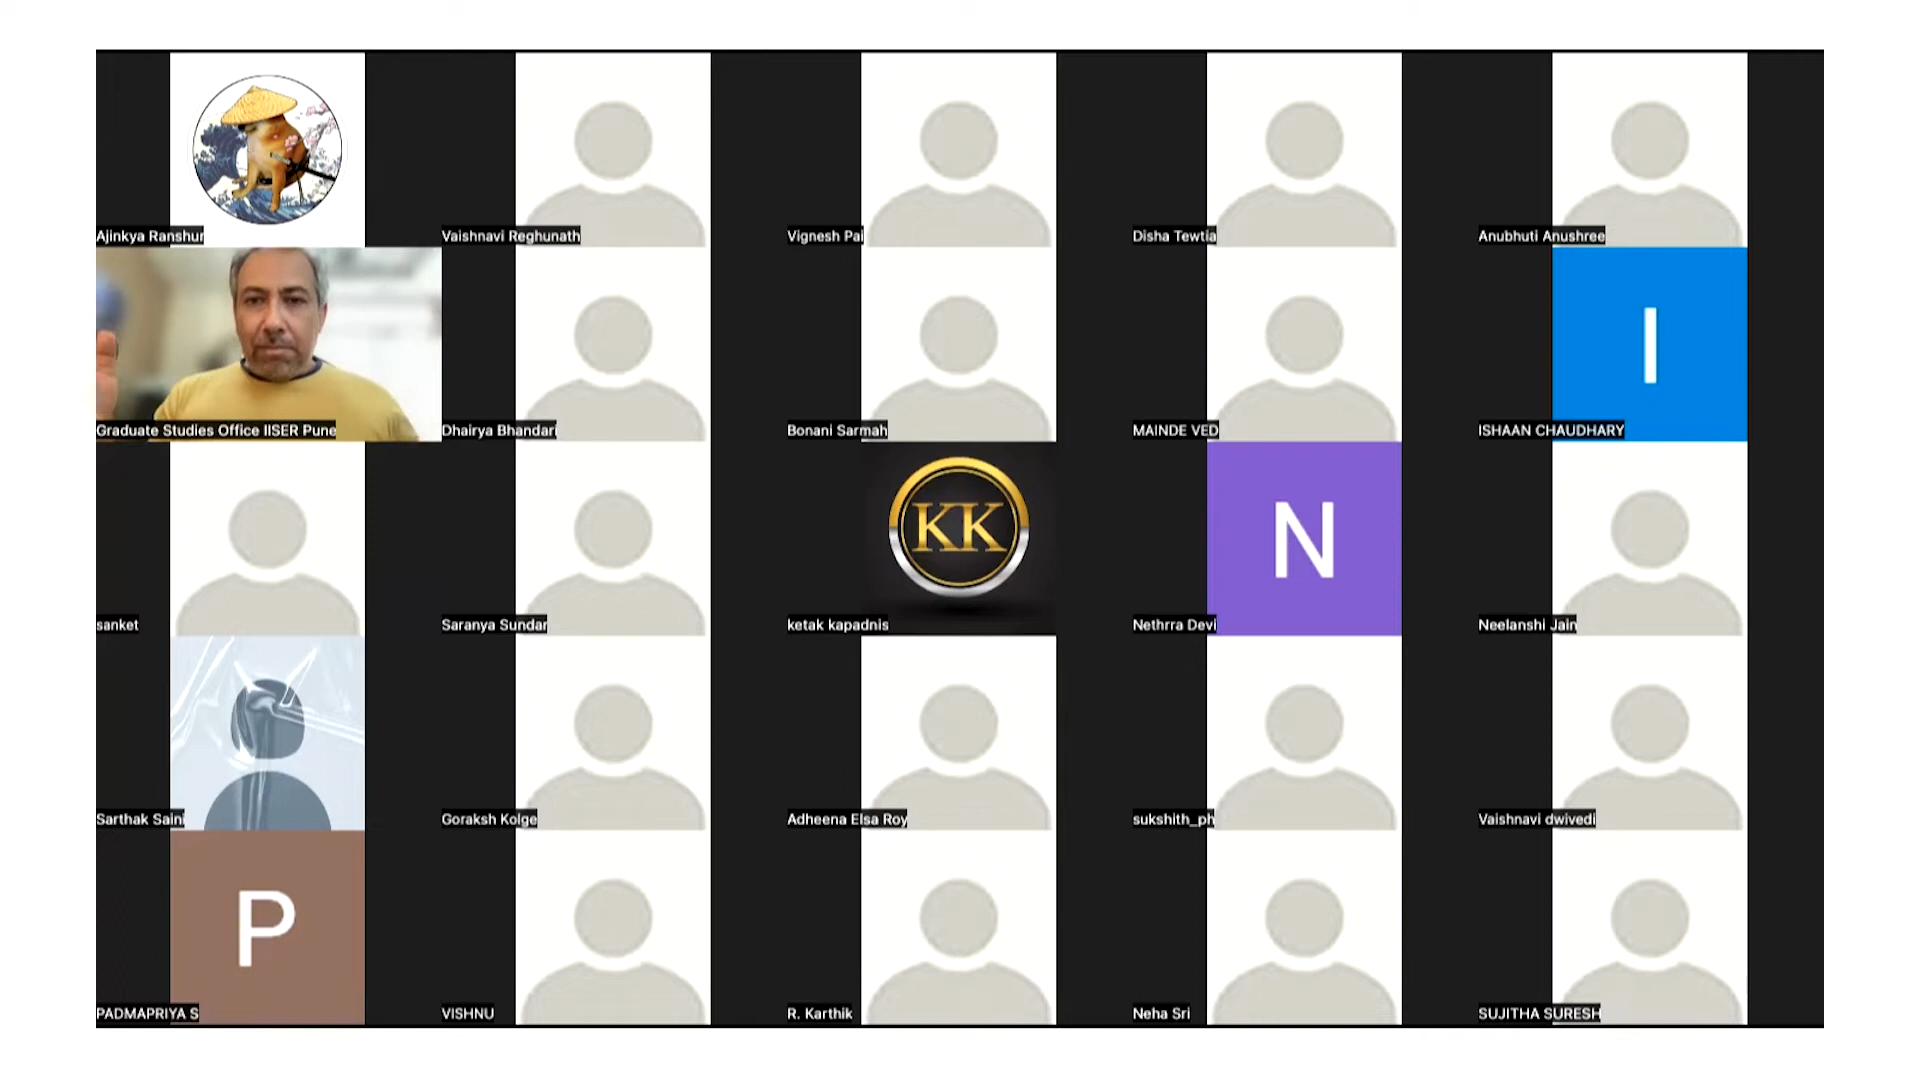 Ajinkya Ranshur
Vaishnavi Reghunath
Vignesh Pai
Disha Tewtia
Anubhuti Anushree
Graduate Studies Office IISER Pune
Dhairya Bhandari
Bonani Sarmah
MAINDE VED
I
ISHAAN CHAUDHARY
sanket
Saranya Sundar
KK
ketak kapadnis
N
Nethrra Devi
Neelanshi Jain
Sarthak Saini
Goraksh Kolge
Adheena Elsa Roy
sukshith_ph
Vaishnavi dwivedi
P
PADMAPRIYA S
VISHNU
R. Karthik
Neha Sri
SUJITHA SURESH